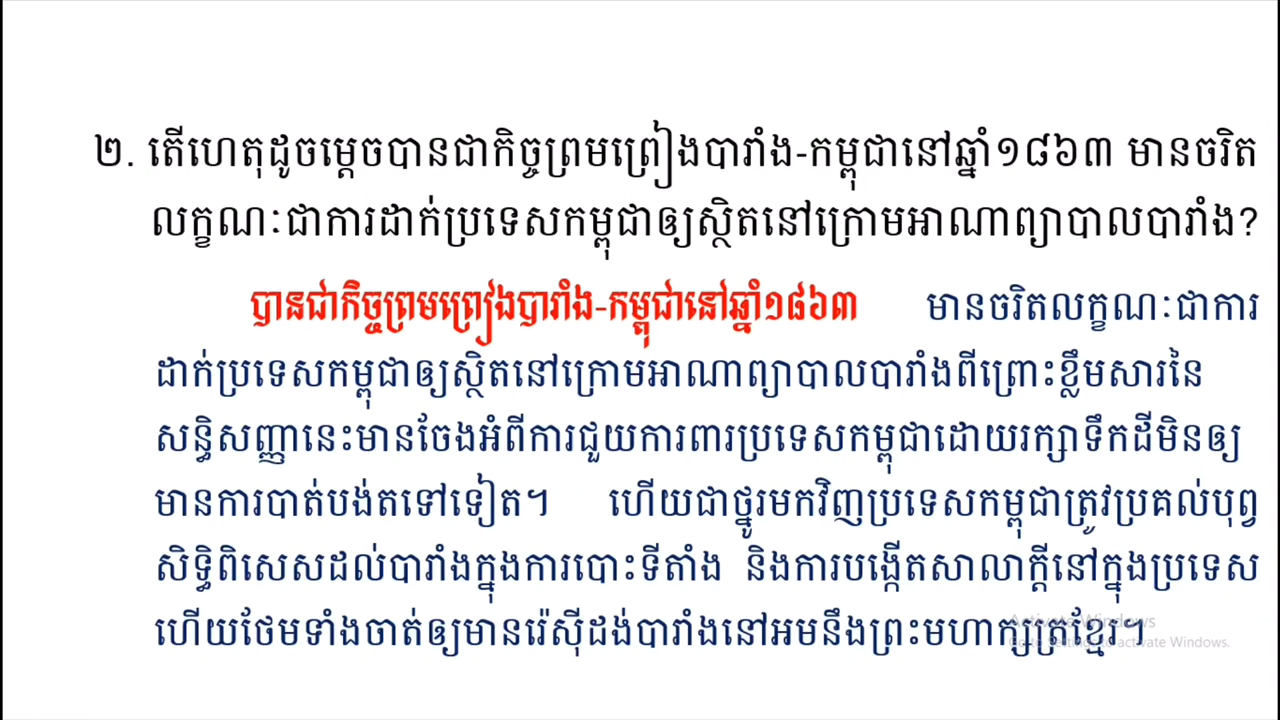 ២. តើហេតុដូចម្តេចបានជាកិច្ចព្រមព្រៀងបារាំង-កម្ពុជានៅឆ្នាំ១៨៦៣ មានចរិត
លក្ខណៈជាការដាក់ប្រទេសកម្ពុជាឲ្យស្ថិតនៅក្រោមអាណាព្យាបាលបារាំង?
បានជាកិច្ចព្រមព្រៀងបារាំង-កម្ពុជានៅឆ្នាំ១៨៦៣ មានចរិតលក្ខណៈជាការ
ដាក់ប្រទេសកម្ពុជាឲ្យស្ថិតនៅក្រោមអាណាព្យាបាលបារាំងពីព្រោះខ្លឹមសារនៃ
សន្ធិសញ្ញានេះមានចែងអំពីការជួយការពារប្រទេសកម្ពុជាដោយរក្សាទឹកដីមិនឲ្យ
មានការបាត់បង់តទៅទៀត។ ហើយជាថ្នូរមកវិញប្រទេសកម្ពុជាត្រូវប្រគល់បុព្វ
សិទ្ធិពិសេសដល់បារាំងក្នុងការបោះទីតាំង និងការបង្កើតសាលាក្តីនៅក្នុងប្រទេស
ហើយថែមទាំងចាត់ឲ្យមានរ៉េស៊ីដង់បារាំងនៅអមនឹងព្រះមហាក្សត្រខ្មែរ។
Activate Windows
Go to Settings to activate Windows.